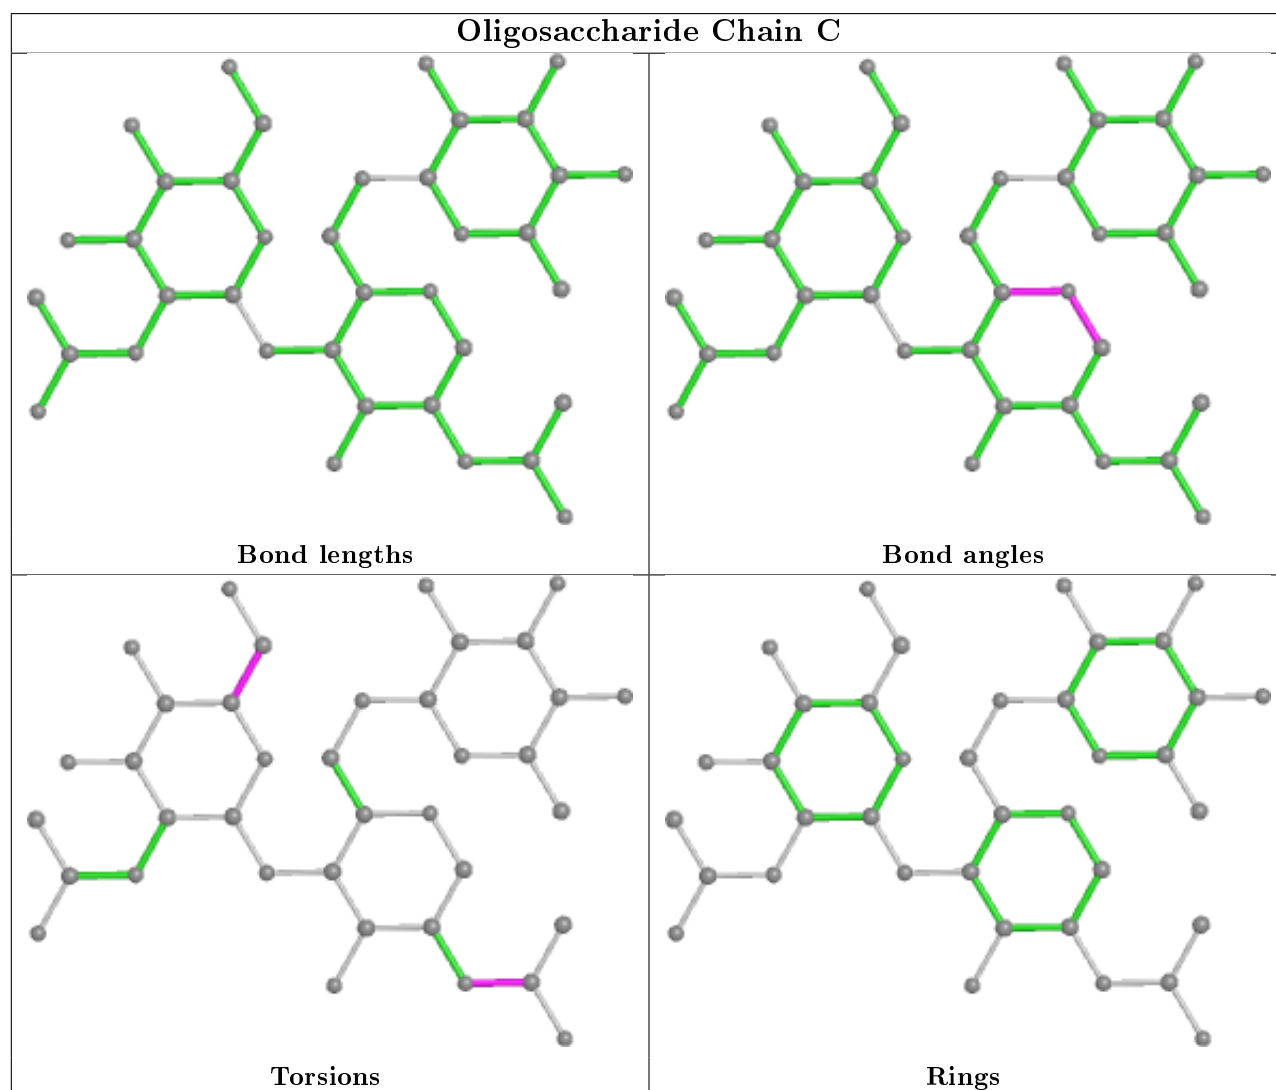 Oligosaccharide Chain C
Bond lengths
Bond angles
Torsions
Rings